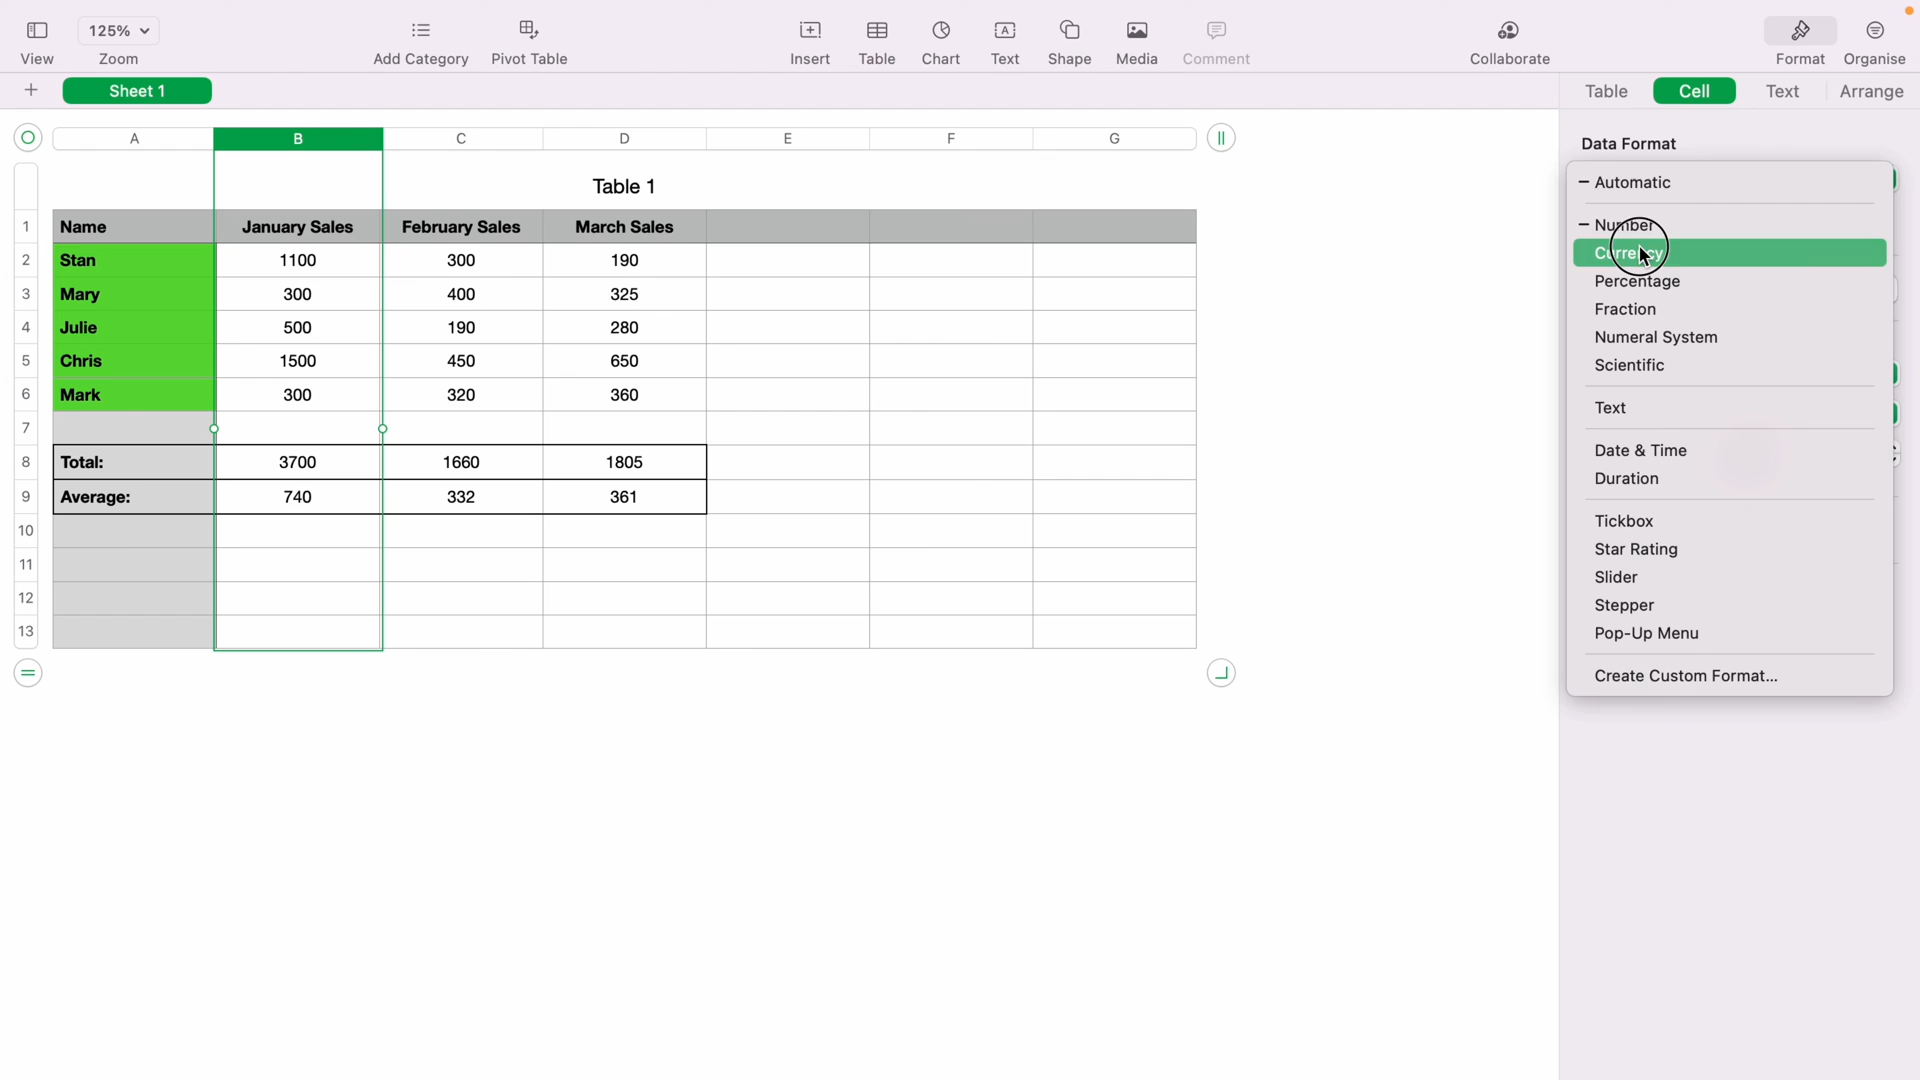 125%
View
Zoom
Add Category
Pivot Table
Insert
Table
Chart
Text
Shape
Media
Comment
Collaborate
Format
Organise
Sheet 1
Table
Cell
Text
Arrange
A B C D E F G
Table 1
1 Name January Sales February Sales March Sales
2 Stan 1100 300 190
3 Mary 300 400 325
4 Julie 500 190 280
5 Chris 1500 450 650
6 Mark 300 320 360
7
8 Total: 3700 1660 1805
9 Average: 740 332 361
10
11
12
13
Data Format
Automatic
Number
Currency
Percentage
Fraction
Numeral System
Scientific
Text
Date & Time
Duration
Tickbox
Star Rating
Slider
Stepper
Pop-Up Menu
Create Custom Format...